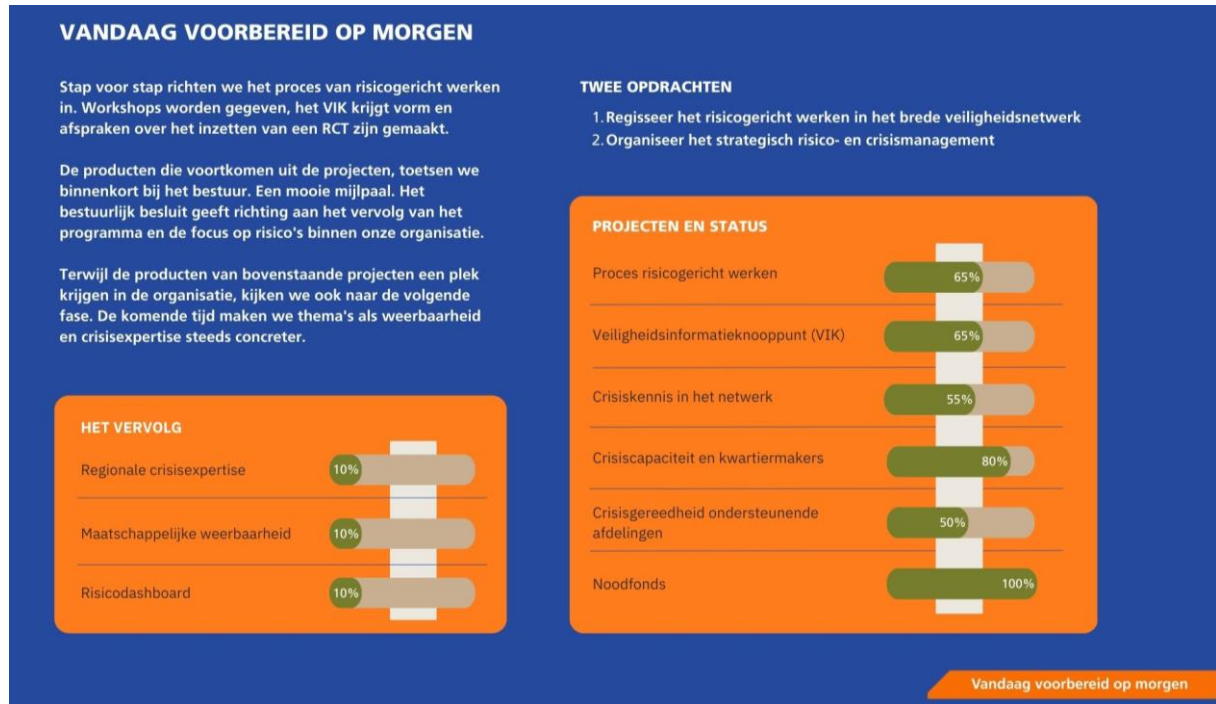 VANDAAG VOORBEREID OP MORGEN
Stap voor stap richten we het proces van risicogericht werken
in. Workshops worden gegeven, het VIK krijgt vorm en
afspraken over het inzetten van een RCT zijn gemaakt.
De producten die voortkomen uit de projecten, toetsen we
binnenkort bij het bestuur. Een mooie mijlpaal. Het
bestuurlijk besluit geeft richting aan het vervolg van het
programma en de focus op risico's binnen onze organisatie.
Terwijl de producten van bovenstaande projecten een plek
krijgen in de organisatie, kijken we ook naar de volgende
fase. De komende tijd maken we thema's als weerbaarheid
en crisisexpertise steeds concreter.
HET VERVOLG
Regionale crisisexpertise 10%
Maatschappelijke weerbaarheid 10%
Risicodashboard 10%
TWEE OPDRACHTEN
1. Regisseer het risicogericht werken in het brede veiligheidsnetwerk
2. Organiseer het strategisch risico- en crismanagement
PROJECTEN EN STATUS
Proces risicogericht werken 65%
Veiligheidsinformatieknooppunt (VIK) 65%
Crisiskennis in het netwerk 55%
Crisiscapaciteit en kwartiermakers 80%
Crisisgereedheid ondersteunende
afdelingen 50%
Noodfonds 100%
Vandaag voorbereid op morgen